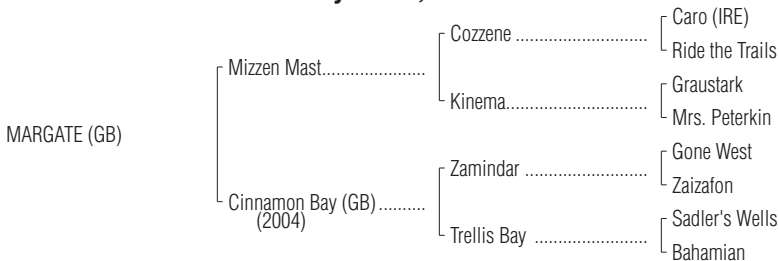 Caro (IRE)
Cozzene
Ride the Trails
Mizzen Mast
Graustark
Kinema
Mrs. Peterkin
MARGATE (GB)
Gone West
Zamindar
Zaizafon
Cinnamon Bay (GB)
(2004)
Sadler's Wells
Trellis Bay
Bahamian